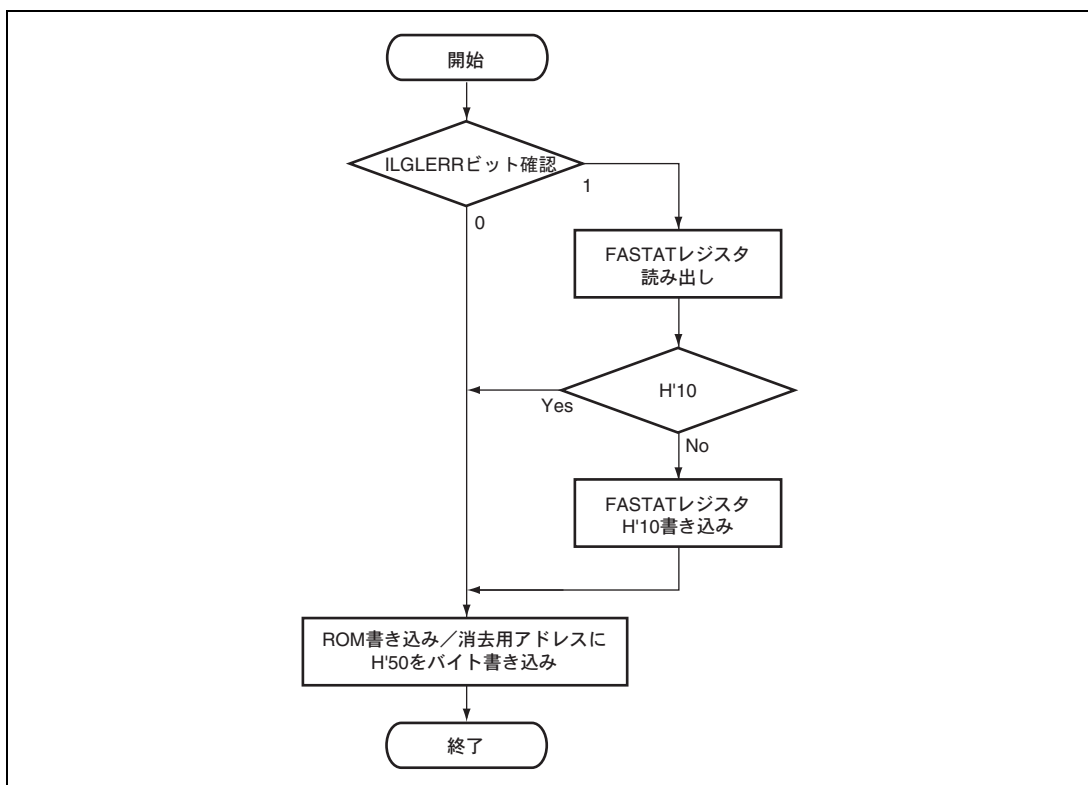 開始
ILGLERRビット確認
1
0
FASTATレジスタ
読み出し
H'10
Yes
No
FASTATレジスタ
H'10書き込み
ROM書き込み／消去用アドレスに
H'50をバイト書き込み
終了